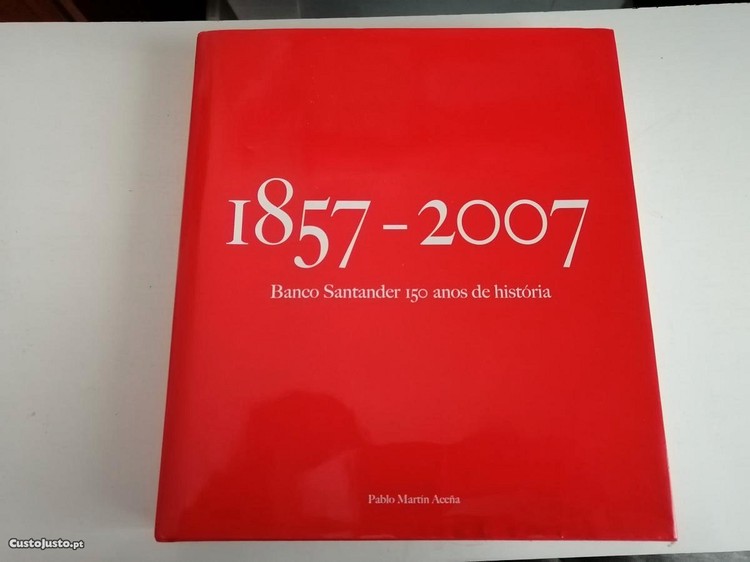 1857-2007
Banco Santander 150 anos de história
Pablo Martín Aceña
CustoJusto.pt